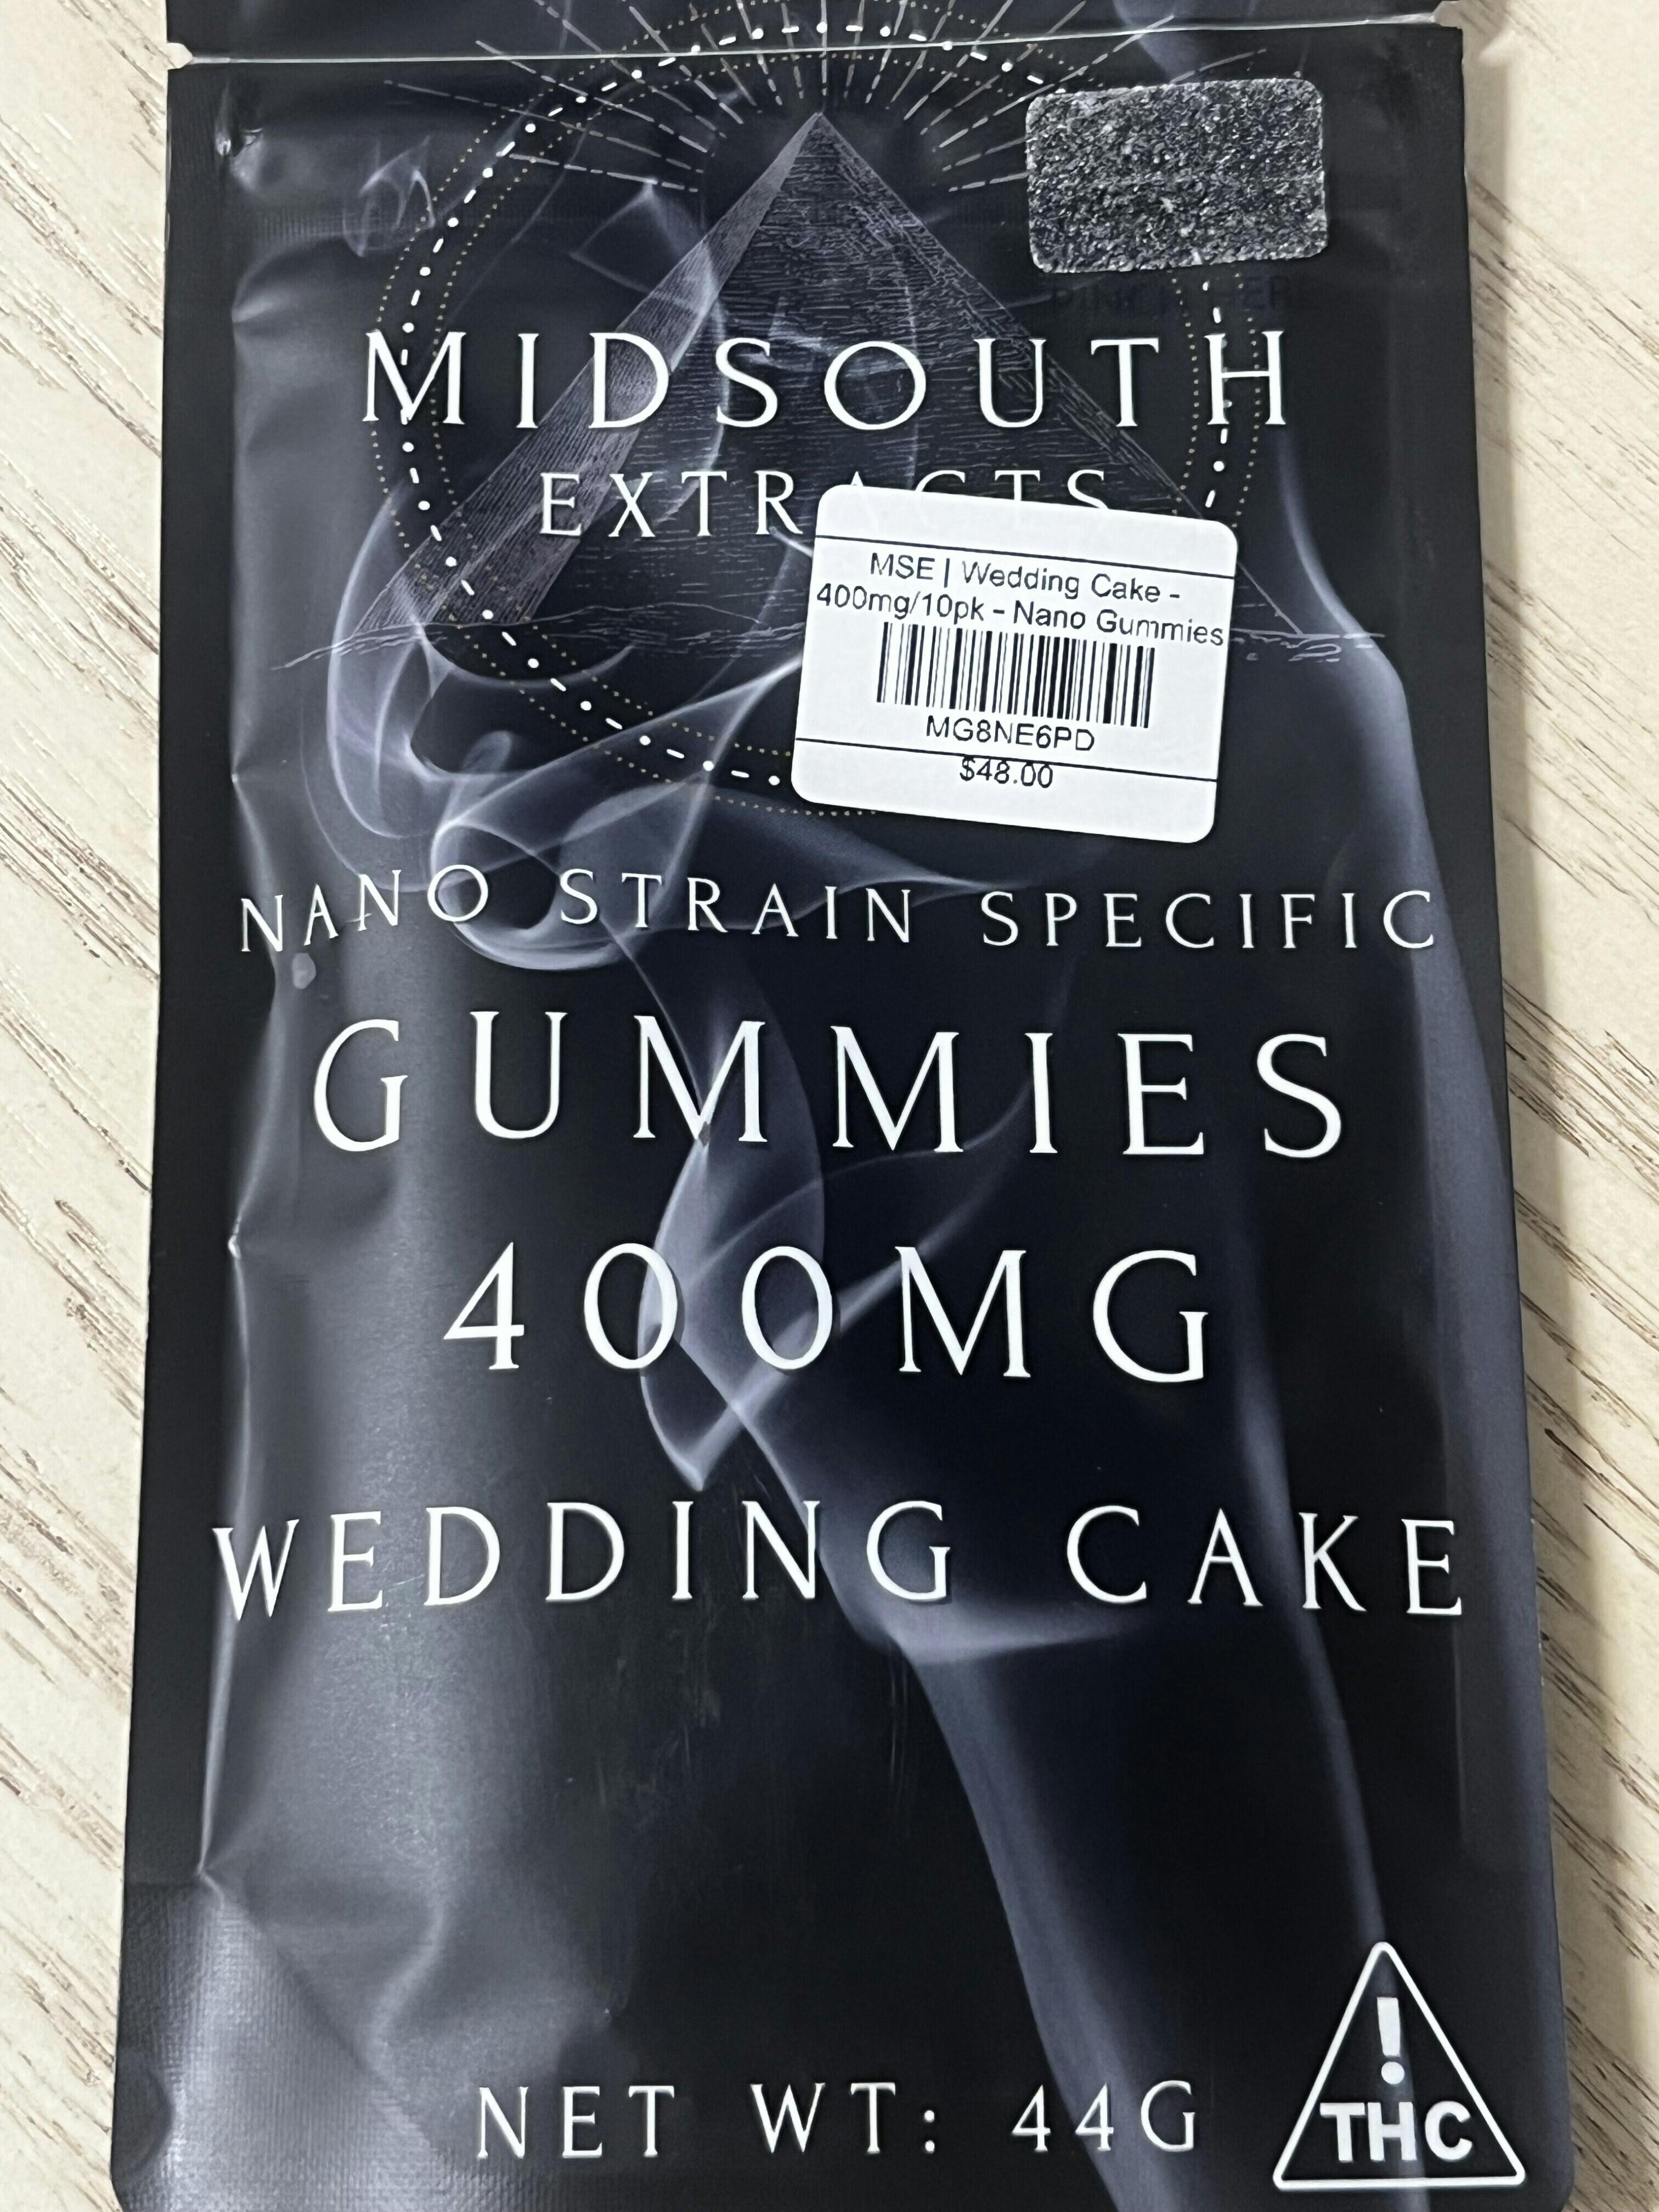 MIDSOUTH
EXTRACTS
MSE | Wedding Cake -
400mg/10pk - Nano Gummies
MG8NE6PD
$48.00
NANO STRAIN SPECIFIC
GUMMIES
400MG
WEDDING CAKE
NET WT: 44G
!
THC